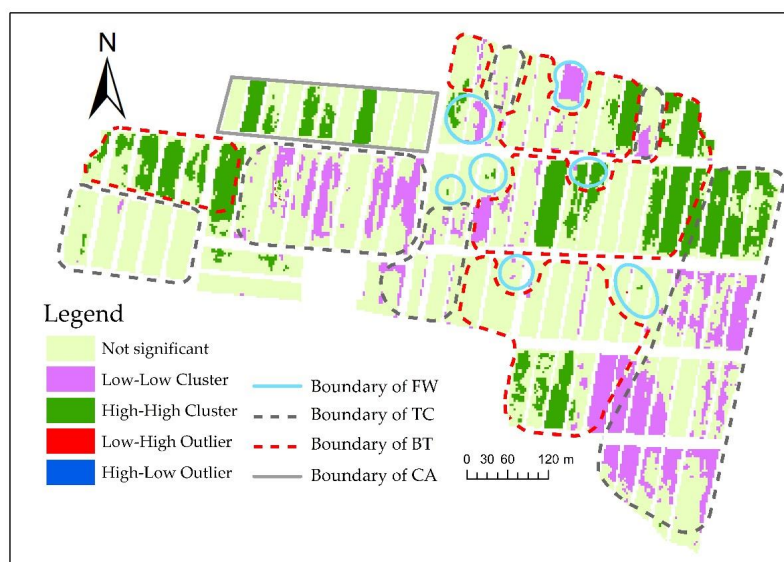 N
Legend
Not significant
Low-Low Cluster
High-High Cluster
Low-High Outlier
High-Low Outlier
Boundary of FW
Boundary of TC
Boundary of BT
Boundary of CA
0 30 60 120 m